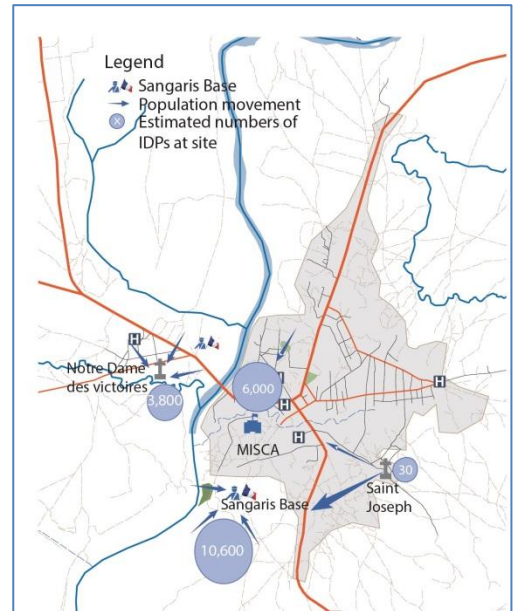 Legend
Sangaris Base
Population movement
x Estimated numbers of
IDPs at site
H
Notre Dame
des victoires
3,800
6,000
H
H
H
H
MISCA
30
Saint
Joseph
Sangaris Base
10,600